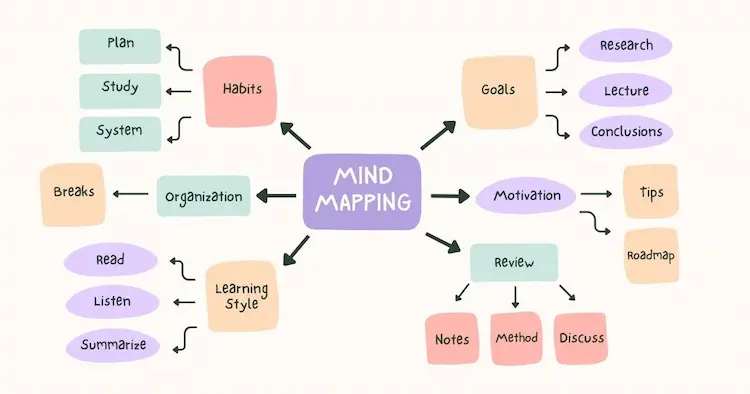 MIND
MAPPING
Habits
Plan
Study
System
Organization
Breaks
Learning
Style
Read
Listen
Summarize
Goals
Research
Lecture
Conclusions
Motivation
Tips
Roadmap
Review
Notes
Method
Discuss